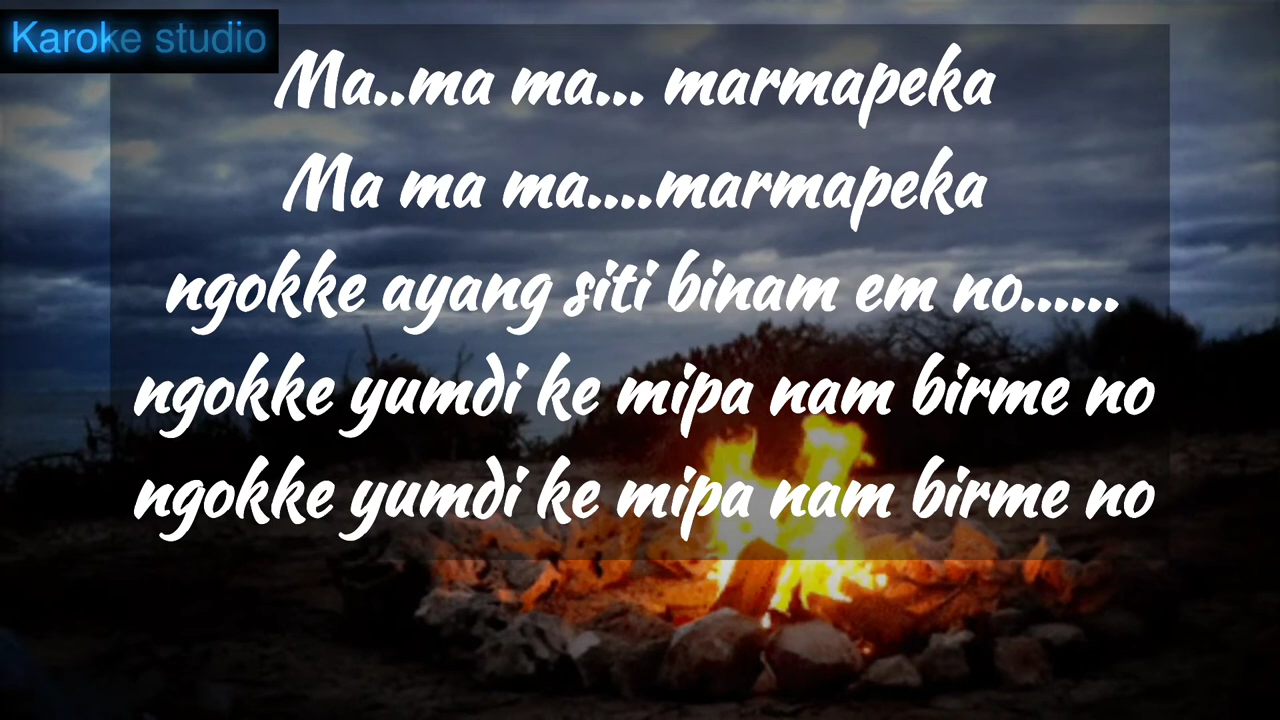 Karoke studio
Ma..ma ma... marmapeka
Ma ma ma....marmapeka
ngokke ayang siti binam em no......
ngokke yumdi ke mipa nam birme no
ngokke yumdi ke mipa nam birme no